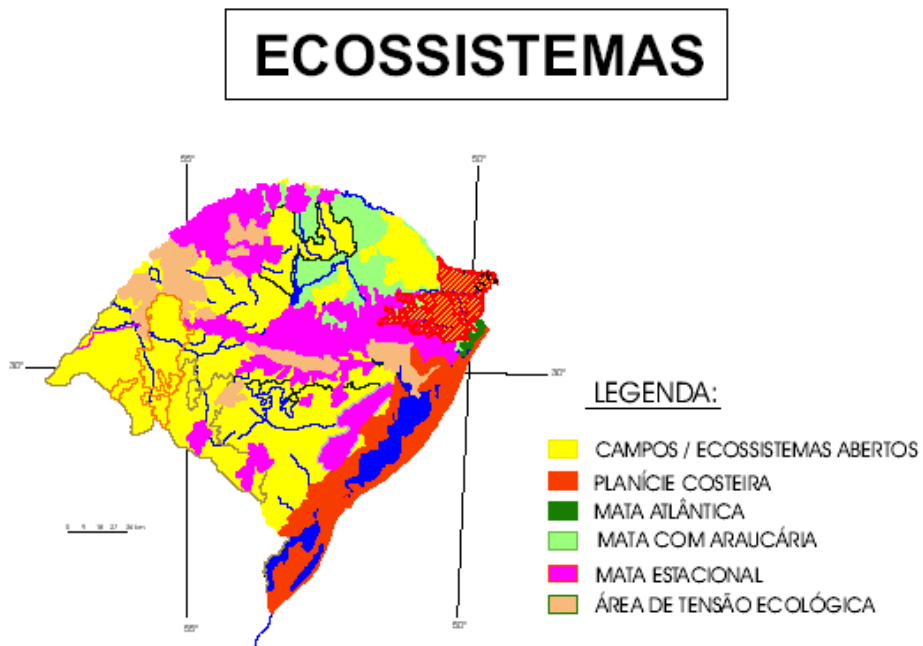 ECOSSISTEMAS
55°
50°
30°
30°
LEGENDA:
CAMPOS / ECOSSISTEMAS ABERTOS
PLANÍCIE COSTEIRA
MATA ATLÂNTICA
MATA COM ARAUCÁRIA
MATA ESTACIONAL
ÁREA DE TENSÃO ECOLÓGICA
55°
50°